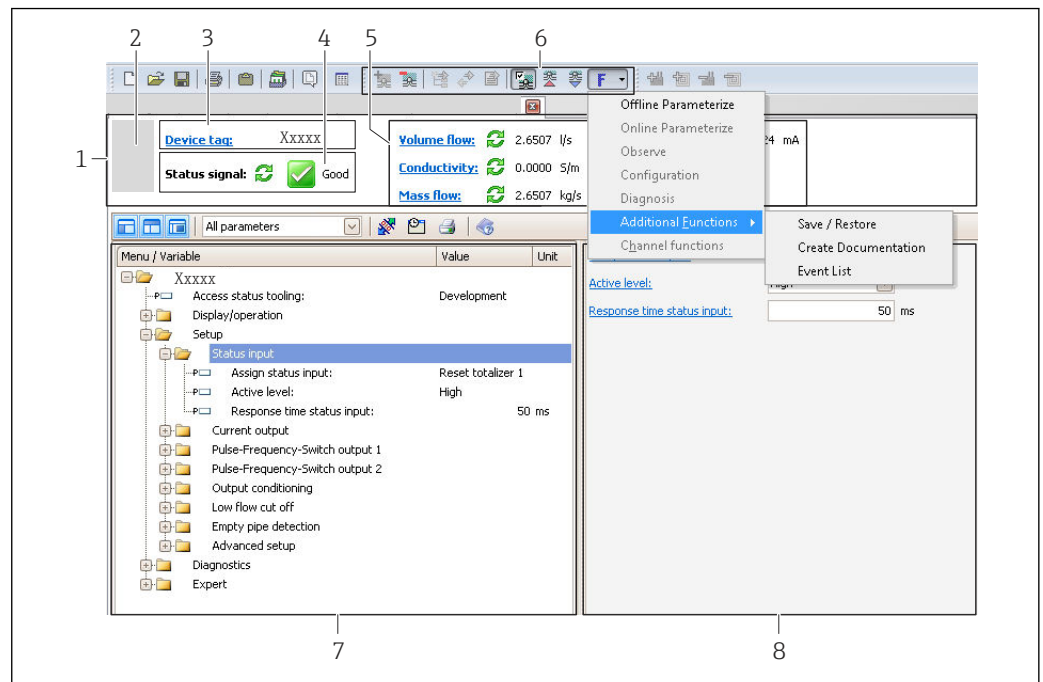 2 3 4 5 6
F
Offline Parameterize
Online Parameterize
Observe
Configuration
Diagnosis
Additional Functions
Channel functions
Save / Restore
Create Documentation
Event List
1
Device tag: Xxxxx
Status signal: Good
Volume flow: 2.6507 l/s
Conductivity: 0.0000 S/m
Mass flow: 2.6507 kg/s
24 mA
All parameters
Menu / Variable Value Unit
Xxxxx
Access status tooling: Development
Display/operation
Setup
Status input
Assign status input: Reset totalizer 1
Active level: High
Response time status input: 50 ms
Current output
Pulse-Frequency-Switch output 1
Pulse-Frequency-Switch output 2
Output conditioning
Low flow cut off
Empty pipe detection
Advanced setup
Diagnostics
Expert
Active level: High
Response time status input: 50 ms
7 8